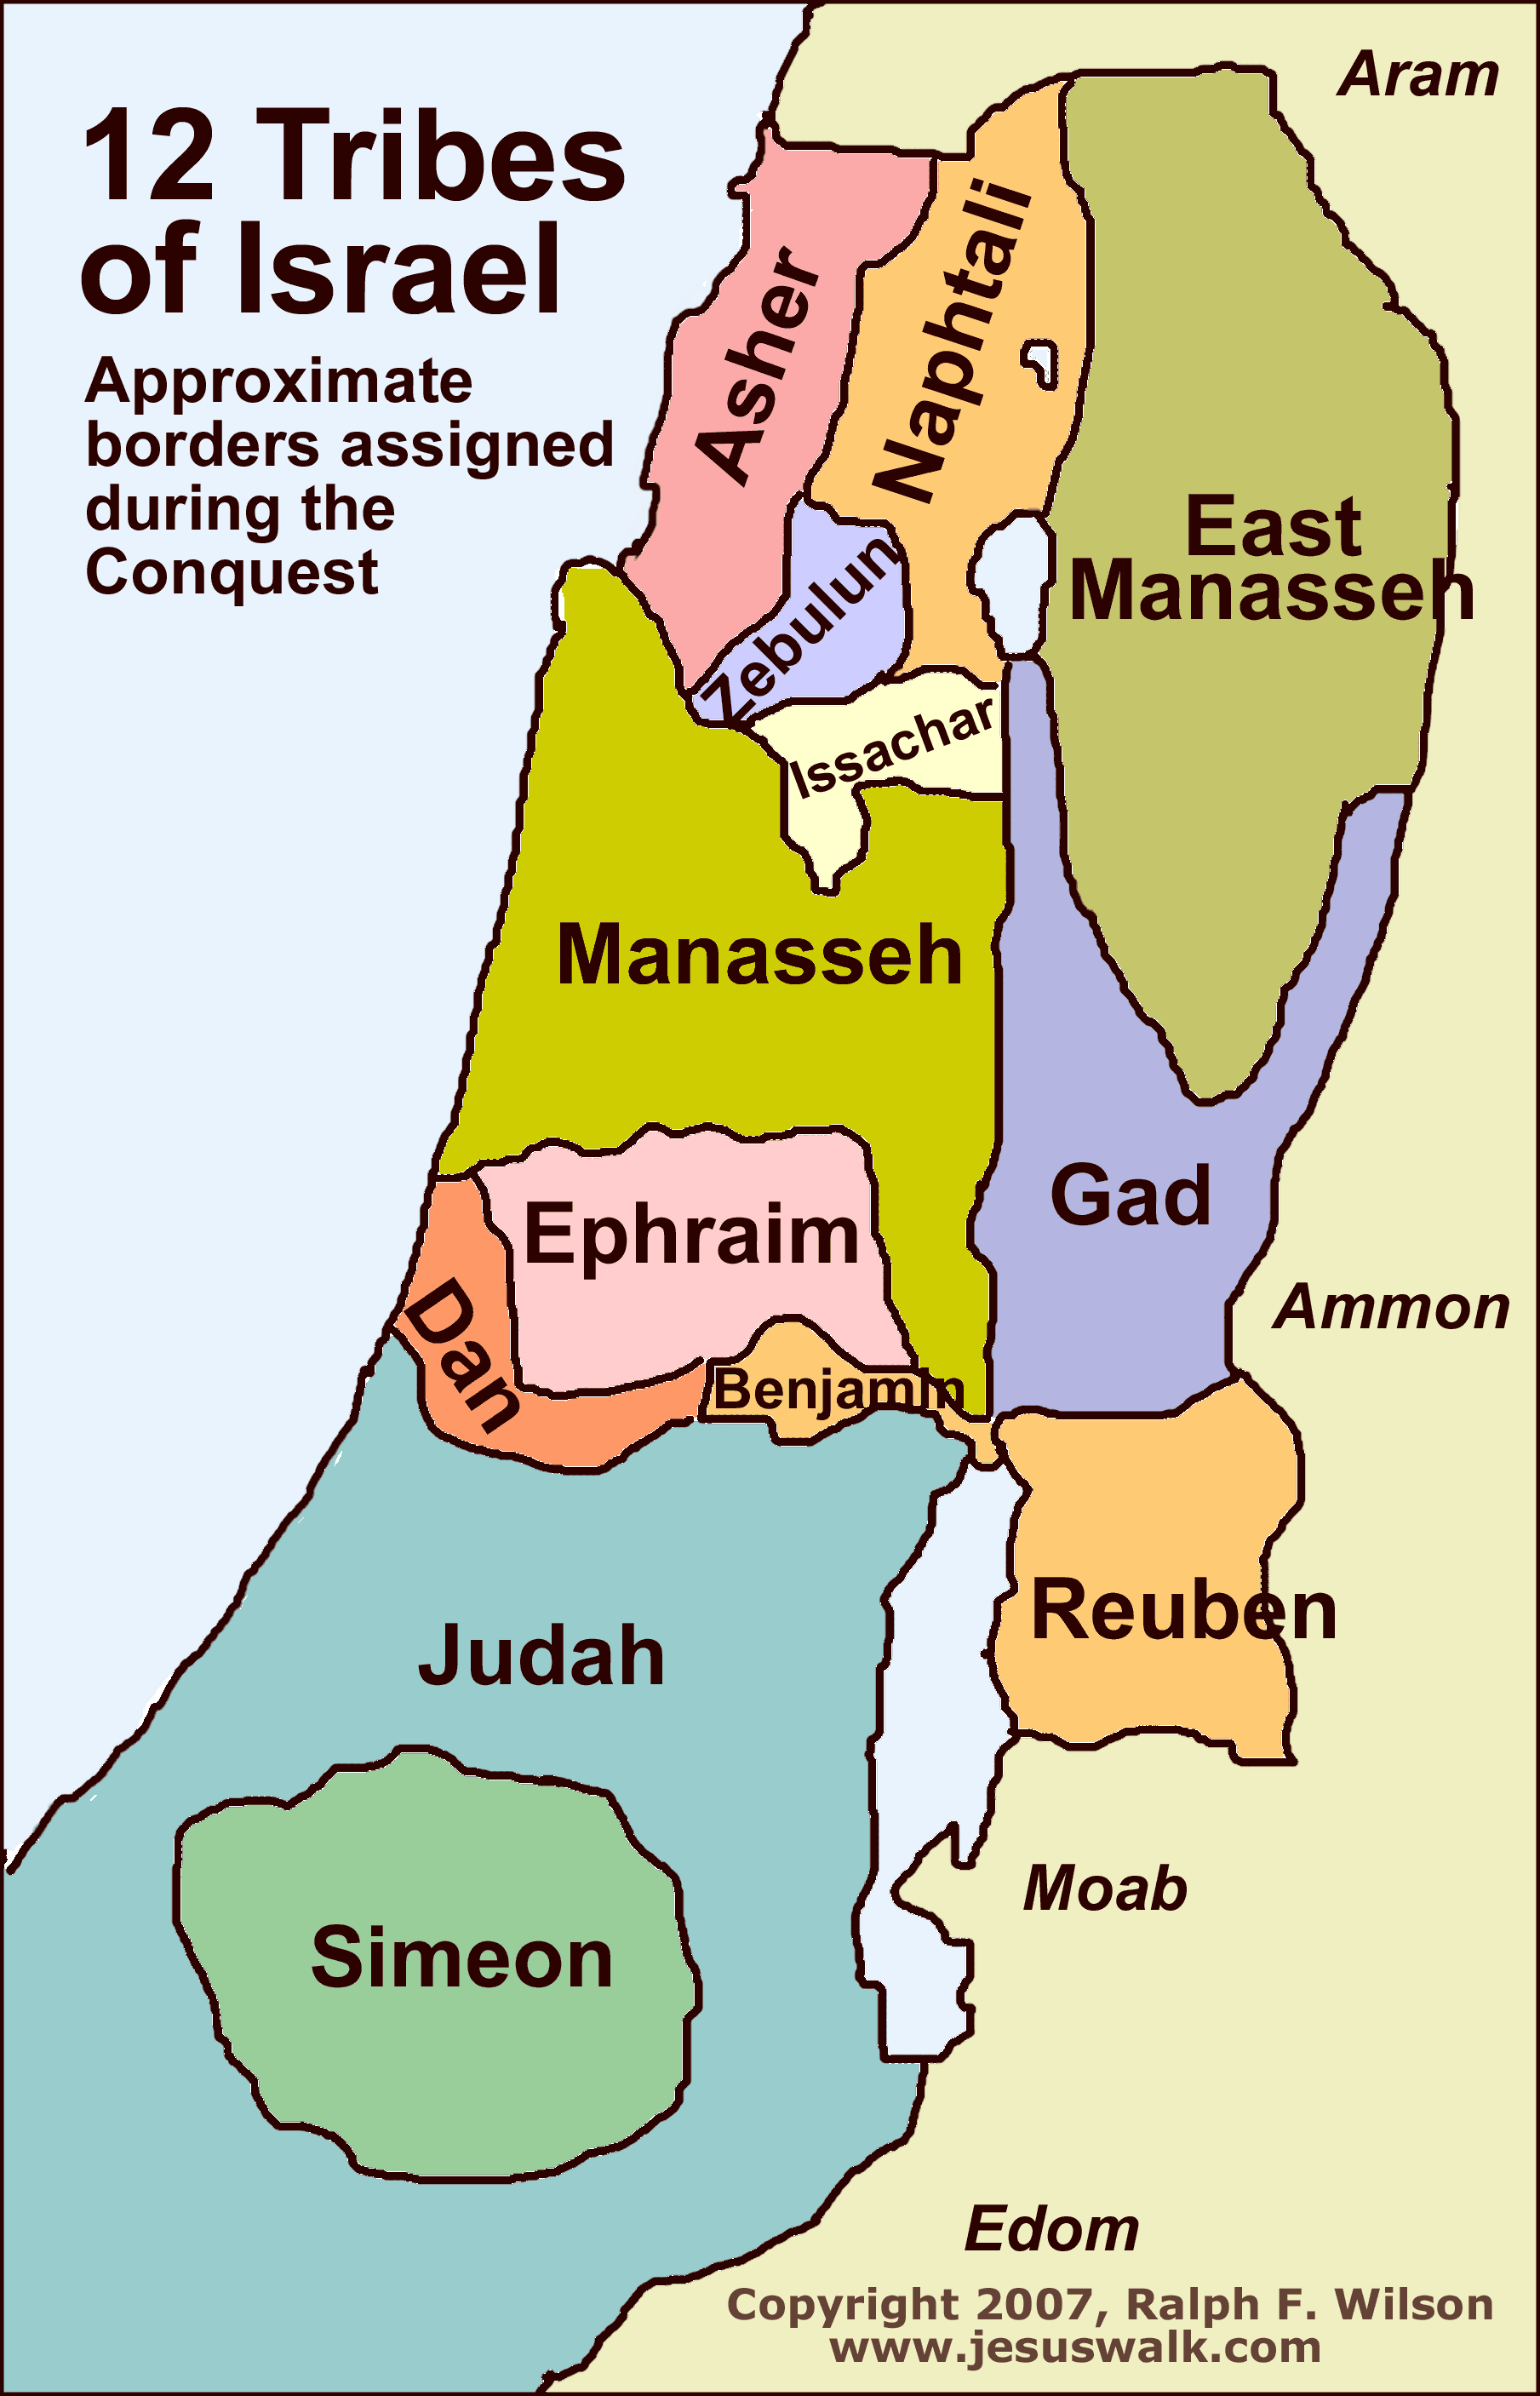 12 Tribes
of Israel
Approximate
borders assigned
during the
Conquest
Aram
Asher
Naphtali
East
Manasseh
Zebulun
Issachar
Manasseh
Gad
Ephraim
Dan
Benjamin
Ammon
Reuben
Judah
Moab
Simeon
Edom
Copyright 2007, Ralph F. Wilson
www.jesuswalk.com